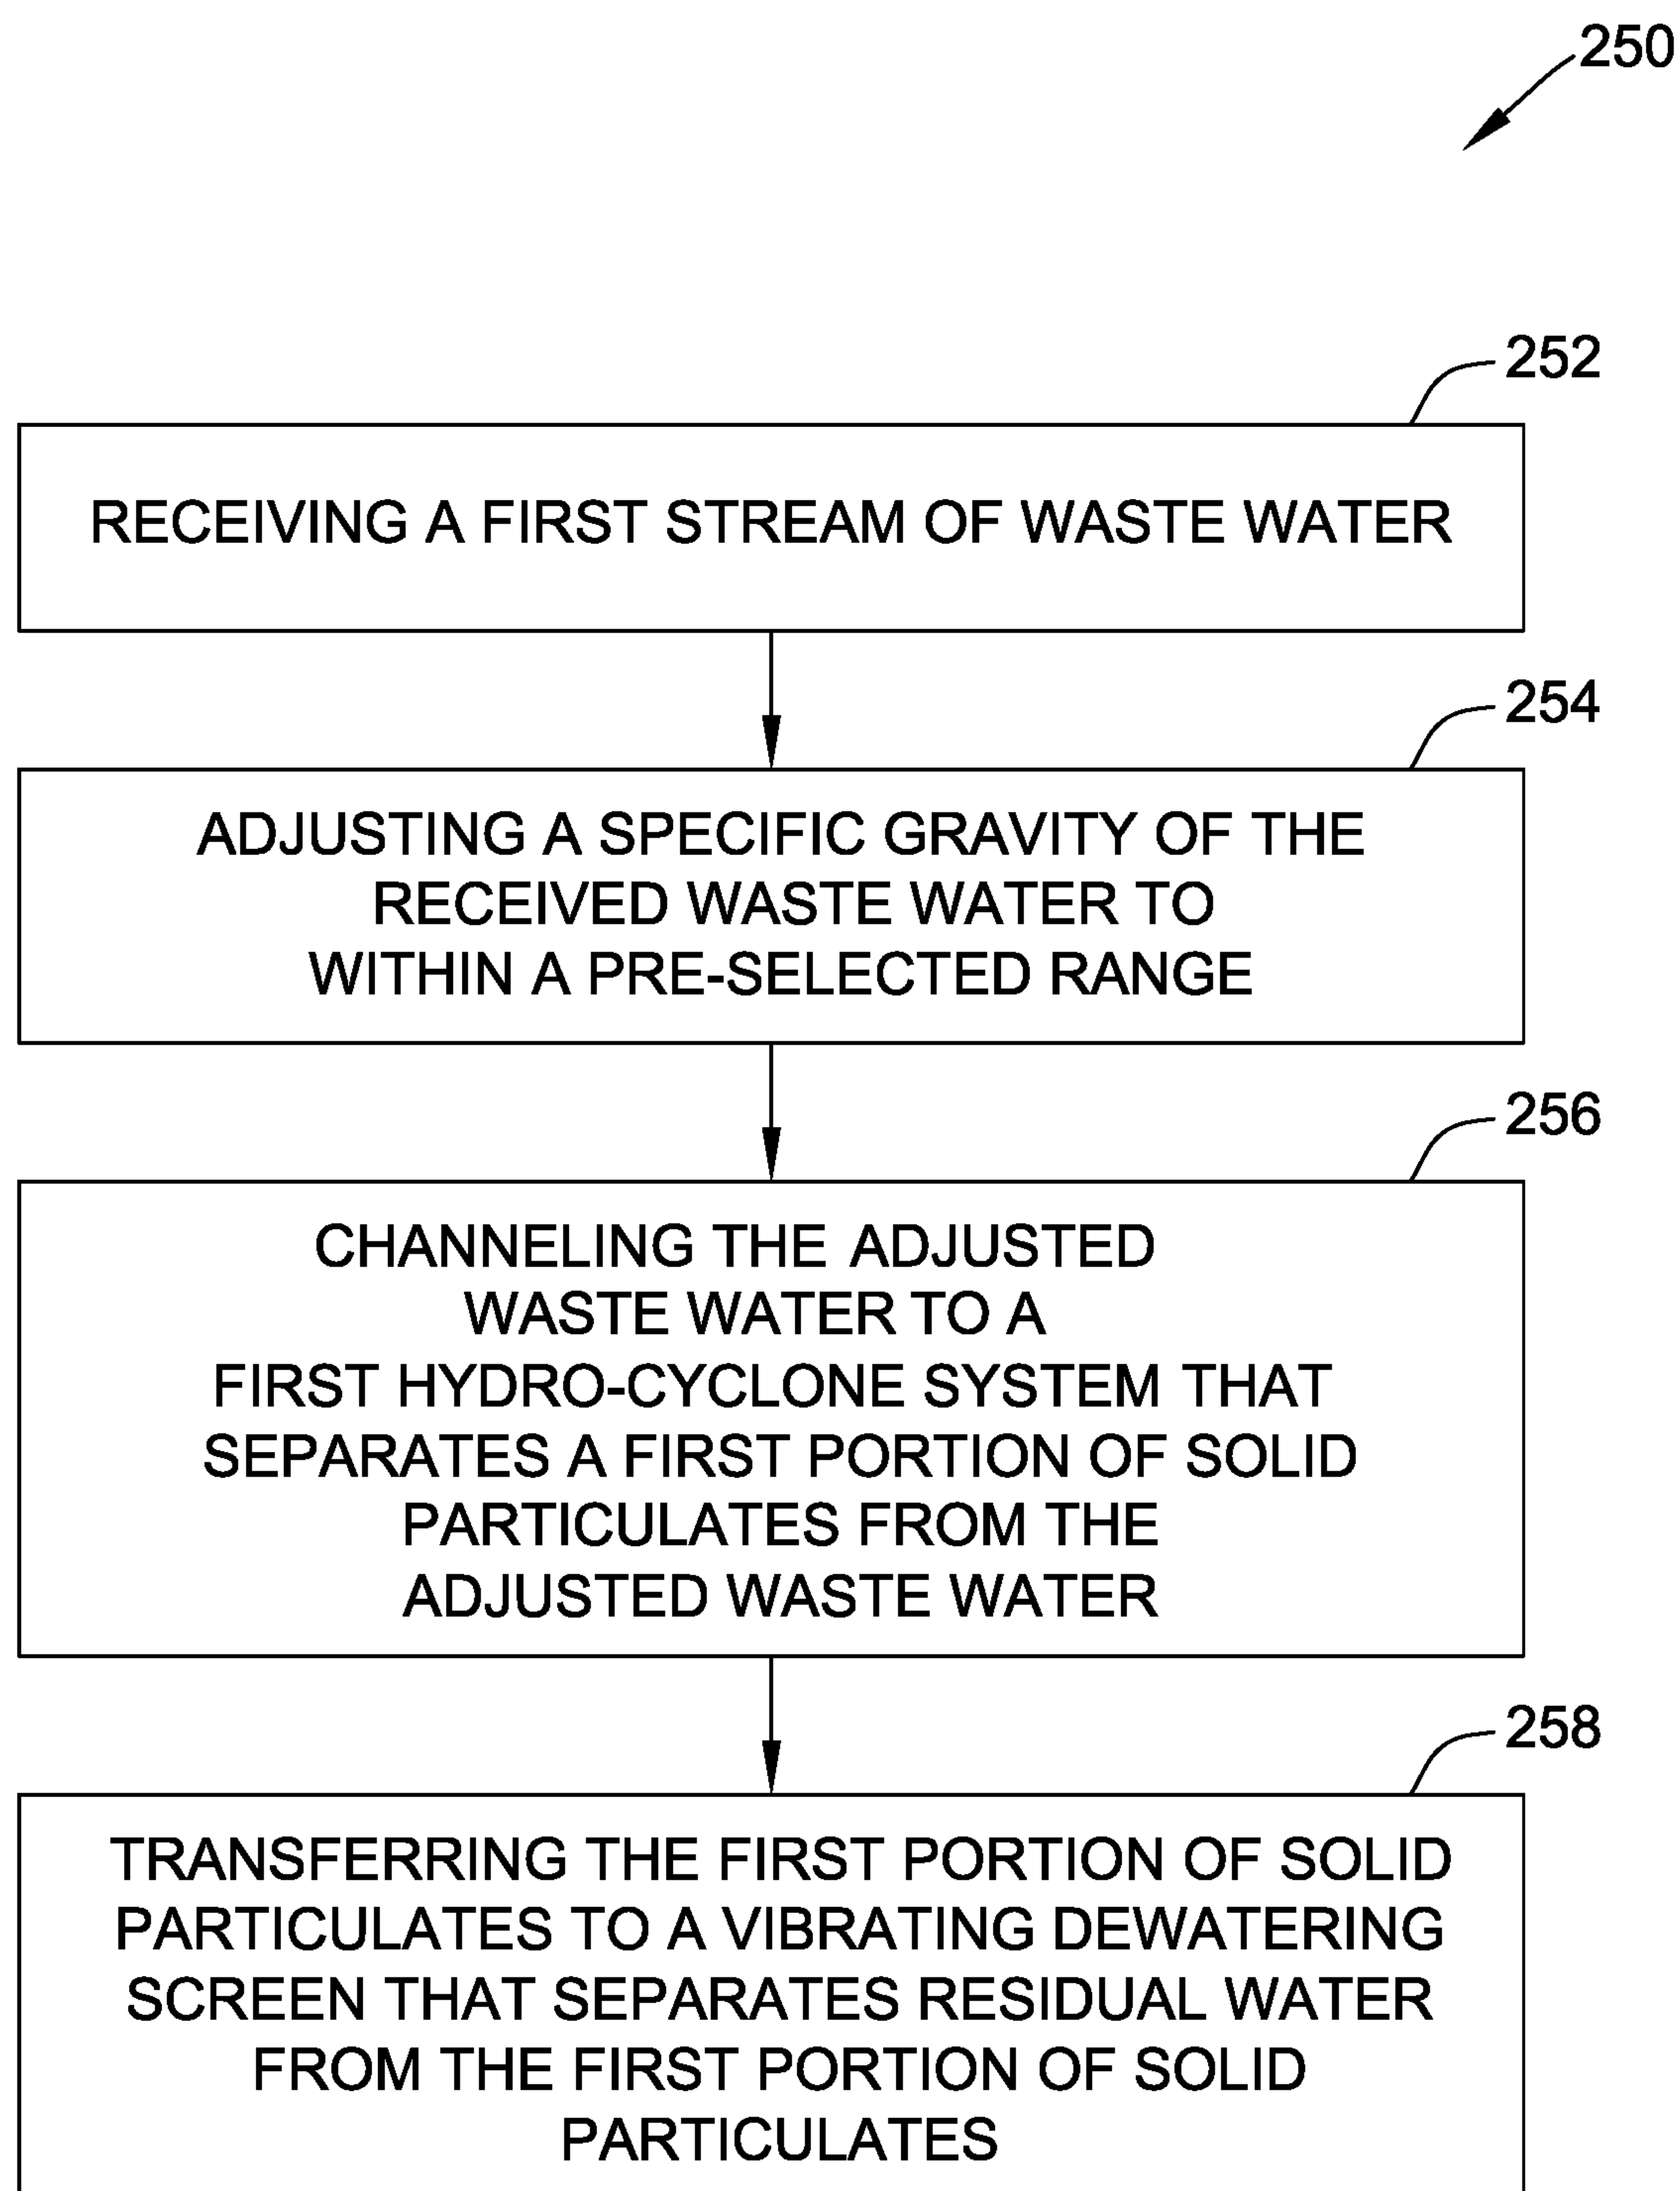 250
252
RECEIVING A FIRST STREAM OF WASTE WATER
254
ADJUSTING A SPECIFIC GRAVITY OF THE
RECEIVED WASTE WATER TO
WITHIN A PRE-SELECTED RANGE
256
CHANNELING THE ADJUSTED
WASTE WATER TO A
FIRST HYDRO-CYCLONE SYSTEM THAT
SEPARATES A FIRST PORTION OF SOLID
PARTICULATES FROM THE
ADJUSTED WASTE WATER
258
TRANSFERRING THE FIRST PORTION OF SOLID
PARTICULATES TO A VIBRATING DEWATERING
SCREEN THAT SEPARATES RESIDUAL WATER
FROM THE FIRST PORTION OF SOLID
PARTICULATES